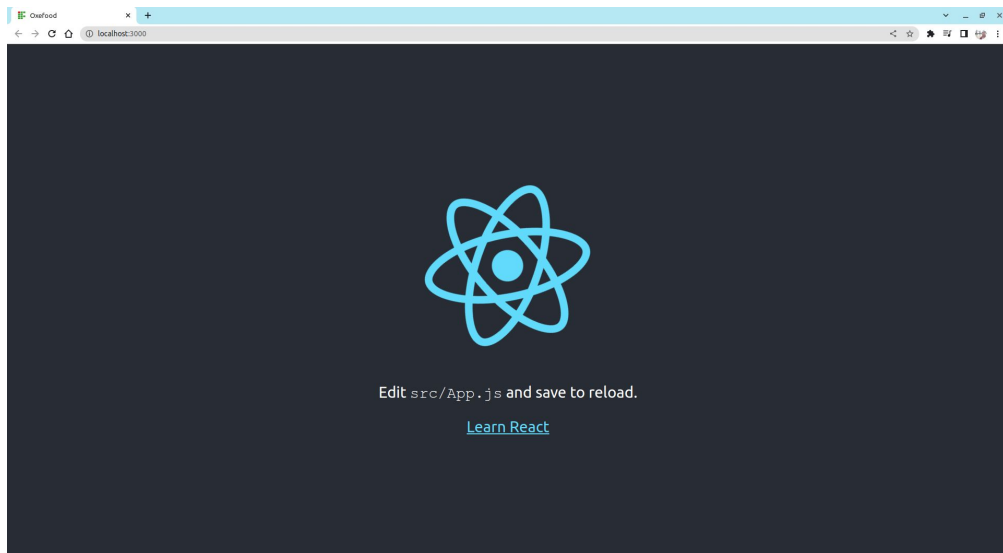 Oxefood
localhost:3000
Edit src/App.js and save to reload.
Learn React